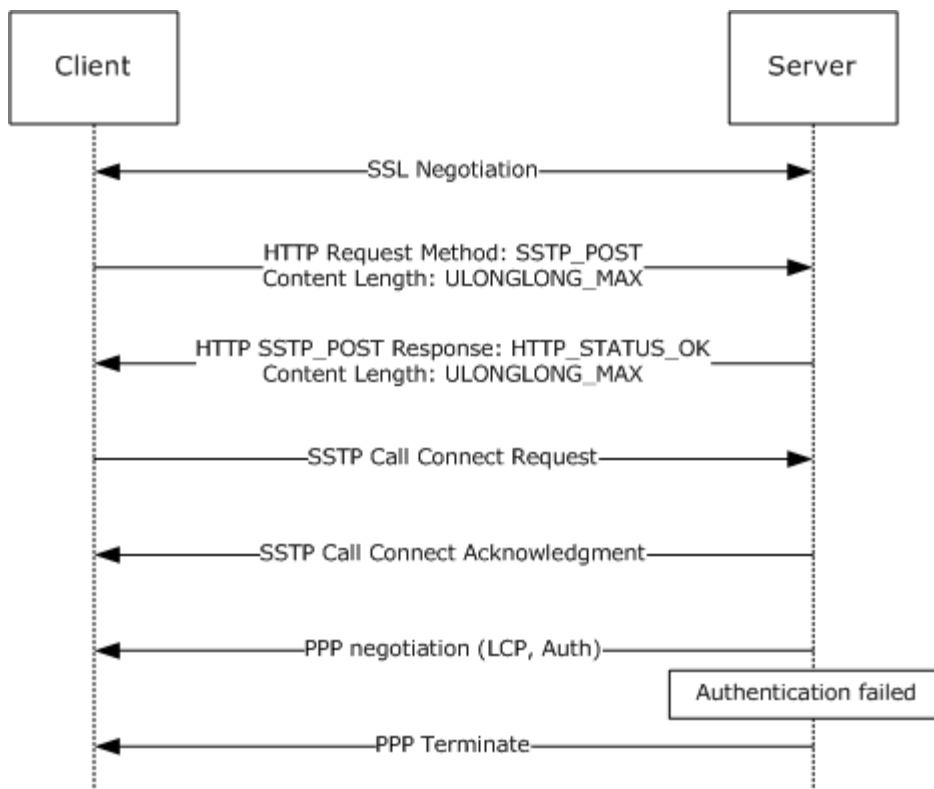 Client
Server
SSL Negotiation
HTTP Request Method: SSTP_POST
Content Length: ULONGLONG_MAX
HTTP SSTP_POST Response: HTTP_STATUS_OK
Content Length: ULONGLONG_MAX
SSTP Call Connect Request
SSTP Call Connect Acknowledgment
PPP negotiation (LCP, Auth)
Authentication failed
PPP Terminate